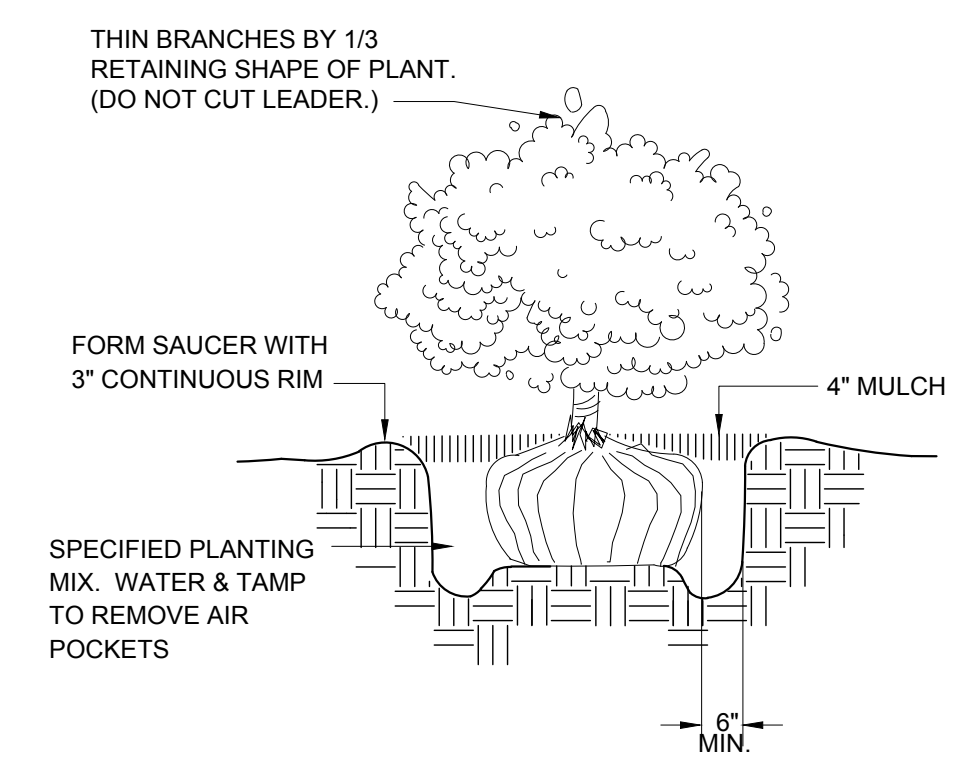 THIN BRANCHES BY 1/3
RETAINING SHAPE OF PLANT.
(DO NOT CUT LEADER.)
FORM SAUCER WITH
3" CONTINUOUS RIM
4" MULCH
SPECIFIED PLANTING
MIX. WATER & TAMP
TO REMOVE AIR
POCKETS
6"
MIN.